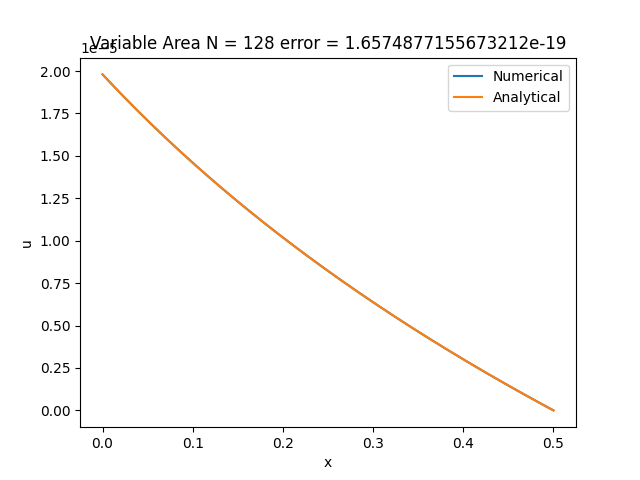 Variable Area N = 128 error = 1.6574877155673212e-19
1e−5
Numerical
Analytical
2.00
1.75
1.50
1.25
1.00
0.75
0.50
0.25
0.00
u
0.0 0.1 0.2 0.3 0.4 0.5
x